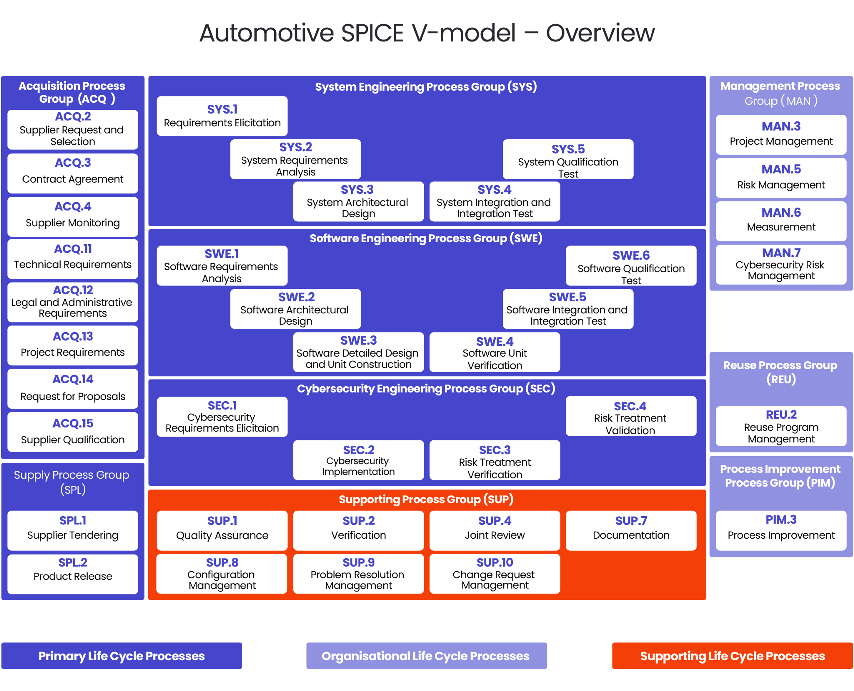 Automotive SPICE V-model – Overview
Acquisition Process
Group (ACQ )
ACQ.2
Supplier Request and
Selection
ACQ.3
Contract Agreement
ACQ.4
Supplier Monitoring
ACQ.11
Technical Requirements
ACQ.12
Legal and Administrative
Requirements
ACQ.13
Project Requirements
ACQ.14
Request for Proposals
ACQ.15
Supplier Qualification
Supply Process Group
(SPL)
SPL.1
Supplier Tendering
SPL.2
Product Release
System Engineering Process Group (SYS)
SYS.1
Requirements Elicitation
SYS.2
System Requirements
Analysis
SYS.3
System Architectural
Design
SYS.4
System Integration and
Integration Test
SYS.5
System Qualification
Test
Software Engineering Process Group (SWE)
SWE.1
Software Requirements
Analysis
SWE.2
Software Architectural
Design
SWE.3
Software Detailed Design
and Unit Construction
SWE.4
Software Unit
Verification
SWE.5
Software Integration and
Integration Test
SWE.6
Software Qualification
Test
Cybersecurity Engineering Process Group (SEC)
SEC.1
Cybersecurity
Requirements Elicitaion
SEC.2
Cybersecurity
Implementation
SEC.3
Risk Treatment
Verification
SEC.4
Risk Treatment
Validation
Supporting Process Group (SUP)
SUP.1
Quality Assurance
SUP.2
Verification
SUP.4
Joint Review
SUP.7
Documentation
SUP.8
Configuration
Management
SUP.9
Problem Resolution
Management
SUP.10
Change Request
Management
Management Process
Group (MAN )
MAN.3
Project Management
MAN.5
Risk Management
MAN.6
Measurement
MAN.7
Cybersecurity Risk
Management
Reuse Process Group
(REU)
REU.2
Reuse Program
Management
Process Improvement
Process Group (PIM)
PIM.3
Process Improvement
Primary Life Cycle Processes
Organisational Life Cycle Processes
Supporting Life Cycle Processes